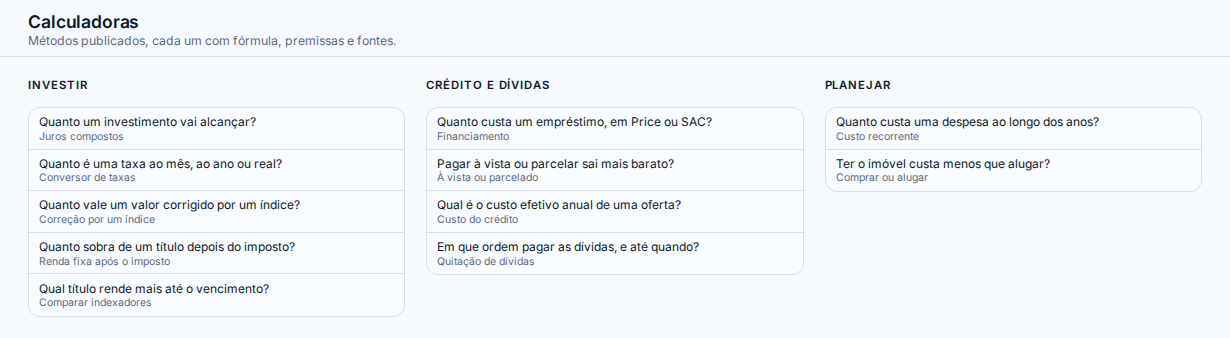 Calculadoras
Métodos publicados, cada um com fórmula, premissas e fontes.
INVESTIR
Quanto um investimento vai alcançar?
Juros compostos
Quanto é uma taxa ao mês, ao ano ou real?
Conversor de taxas
Quanto vale um valor corrigido por um índice?
Correção por um índice
Quanto sobra de um título depois do imposto?
Renda fixa após o imposto
Qual título rende mais até o vencimento?
Comparar indexadores
CRÉDITO E DÍVIDAS
Quanto custa um empréstimo, em Price ou SAC?
Financiamento
Pagar à vista ou parcelar sai mais barato?
À vista ou parcelado
Qual é o custo efetivo anual de uma oferta?
Custo do crédito
Em que ordem pagar as dívidas, e até quando?
Quitação de dívidas
PLANEJAR
Quanto custa uma despesa ao longo dos anos?
Custo recorrente
Ter o imóvel custa menos que alugar?
Comprar ou alugar